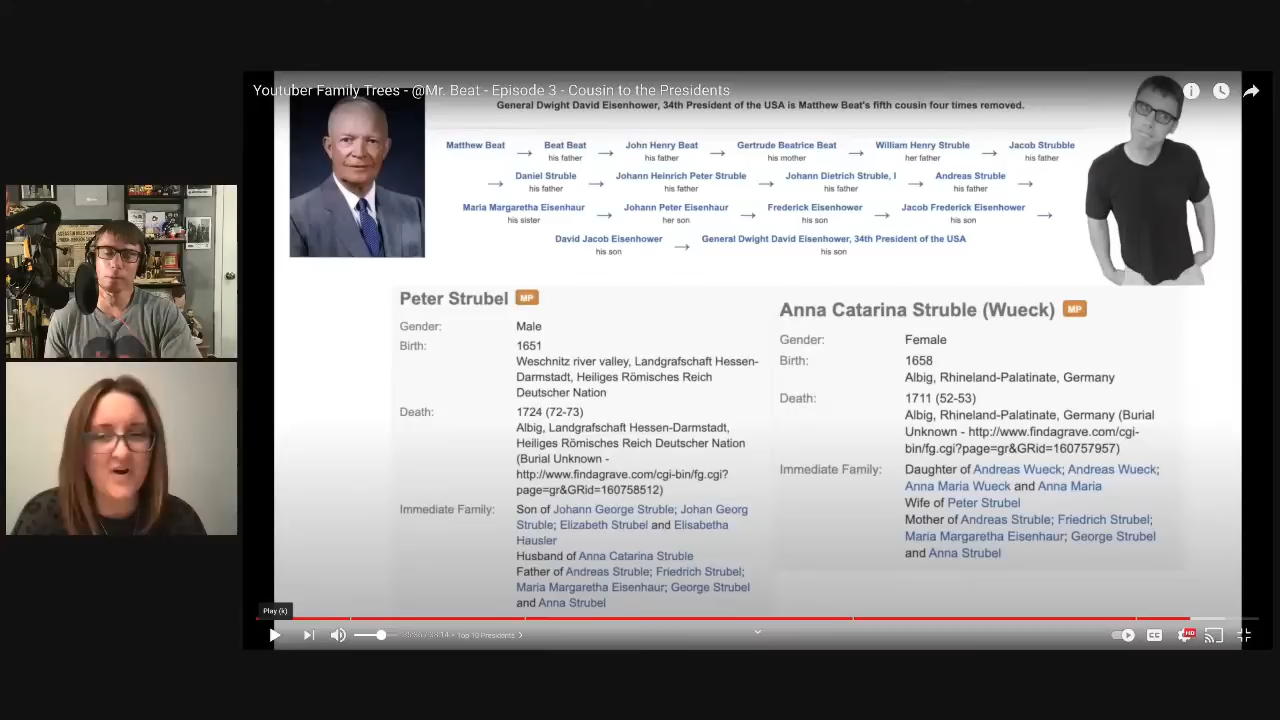 Youtuber Family Trees - @Mr. Beat - Episode 3 - Cousin to the Presidents
General Dwight David Eisenhower, 34th President of the USA is Matthew Beat's fifth cousin four times removed.
Matthew Beat → Beat Beat → John Henry Beat → Gertrude Beatrice Beat → William Henry Struble → Jacob Strubble
his father his father his mother her father his father
→ Daniel Struble → Johann Heinrich Peter Struble → Johann Dietrich Struble, I → Andreas Struble →
his father his father his father his father
Maria Margaretha Eisenhaur → Johann Peter Eisenhaur → Frederick Eisenhower → Jacob Frederick Eisenhower →
his sister her son his son his son
David Jacob Eisenhower → General Dwight David Eisenhower, 34th President of the USA
his son his son
Peter Strubel MP
Gender: Male
Birth: 1651
Weschnitz river valley, Landgrafschaft Hessen-
Darmstadt, Heiliges Römisches Reich
Deutscher Nation
Death: 1724 (72-73)
Albig, Landgrafschaft Hessen-Darmstadt,
Heiliges Römisches Reich Deutscher Nation
(Burial Unknown -
http://www.findagrave.com/cgi-bin/fg.cgi?
page=gr&GRid=160758512)
Immediate Family: Son of Johann George Struble; Johan Georg
Struble; Elizabeth Strubel and Elisabetha
Hausler
Husband of Anna Catarina Struble
Father of Andreas Struble; Friedrich Strubel;
Maria Margaretha Eisenhaur; George Strubel
and Anna Strubel
Anna Catarina Struble (Wueck) MP
Gender: Female
Birth: 1658
Albig, Rhineland-Palatinate, Germany
Death: 1711 (52-53)
Albig, Rhineland-Palatinate, Germany (Burial
Unknown - http://www.findagrave.com/cgi-
bin/fg.cgi?page=gr&GRid=160757957)
Immediate Family: Daughter of Andreas Wueck; Andreas Wueck;
Anna Maria Wueck and Anna Maria
Wife of Peter Strubel
Mother of Andreas Struble; Friedrich Strubel;
Maria Margaretha Eisenhaur; George Strubel
and Anna Strubel
Play (k)
• Top 10 Presidents >
CC
HD